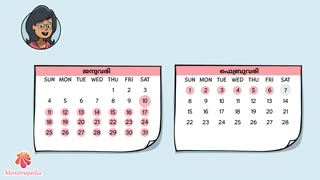 ജനുവരി
SUN MON TUE WED THU FRI SAT
1 2 3
4 5 6 7 8 9 10
11 12 13 14 15 16 17
18 19 20 21 22 23 24
25 26 27 28 29 30 31
ഫെബ്രുവരി
SUN MON TUE WED THU FRI SAT
1 2 3 4 5 6 7
8 9 10 11 12 13 14
15 16 17 18 19 20 21
22 23 24 25 26 27 28
Menstrupedia